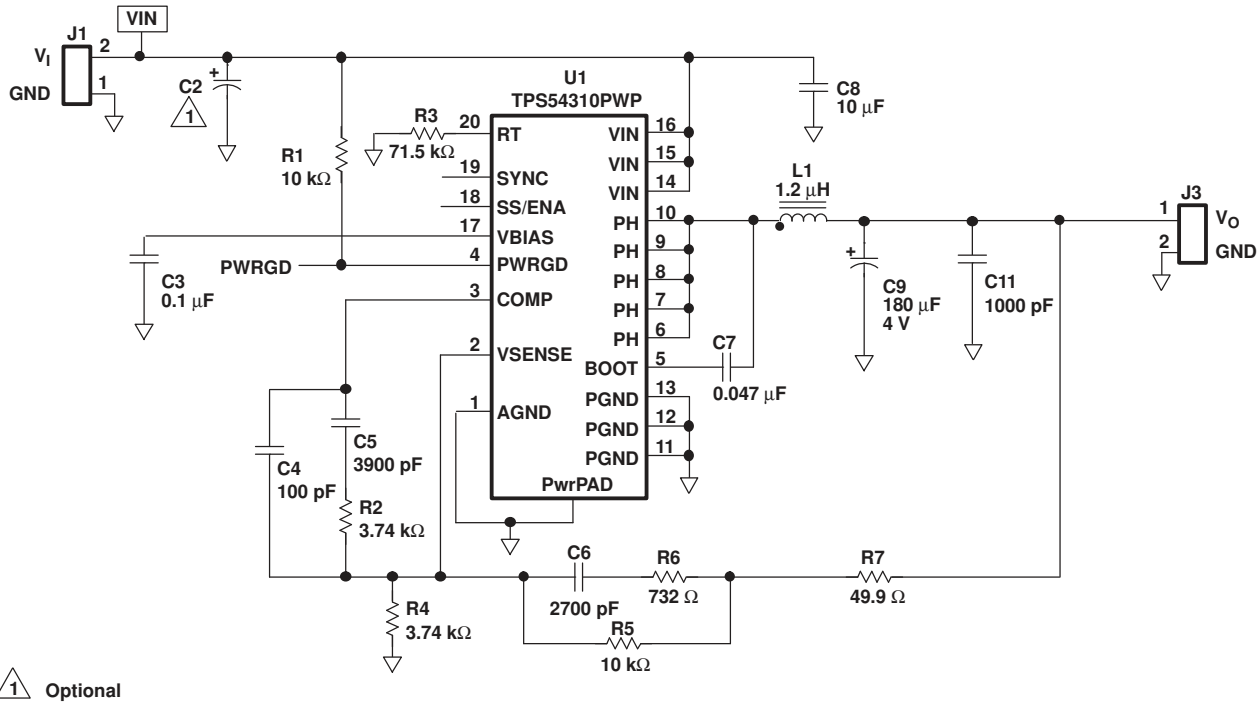 VIN
J1
V_I
2
1
GND
C2
+
1
R1
10 kΩ
C3
0.1 µF
PWRGD
R3
71.5 kΩ
U1
TPS54310PWP
20 RT
19 SYNC
18 SS/ENA
17 VBIAS
4 PWRGD
3 COMP
2 VSENSE
1 AGND
VIN 16
VIN 15
VIN 14
PH 10
PH 9
PH 8
PH 7
PH 6
BOOT 5
PGND 13
PGND 12
PGND 11
PwrPAD
C8
10 µF
L1
1.2 µH
C7
0.047 µF
+
C9
180 µF
4 V
C11
1000 pF
J3
1
V_O
2
GND
C4
100 pF
C5
3900 pF
R2
3.74 kΩ
R4
3.74 kΩ
C6
2700 pF
R6
732 Ω
R5
10 kΩ
R7
49.9 Ω
1 Optional